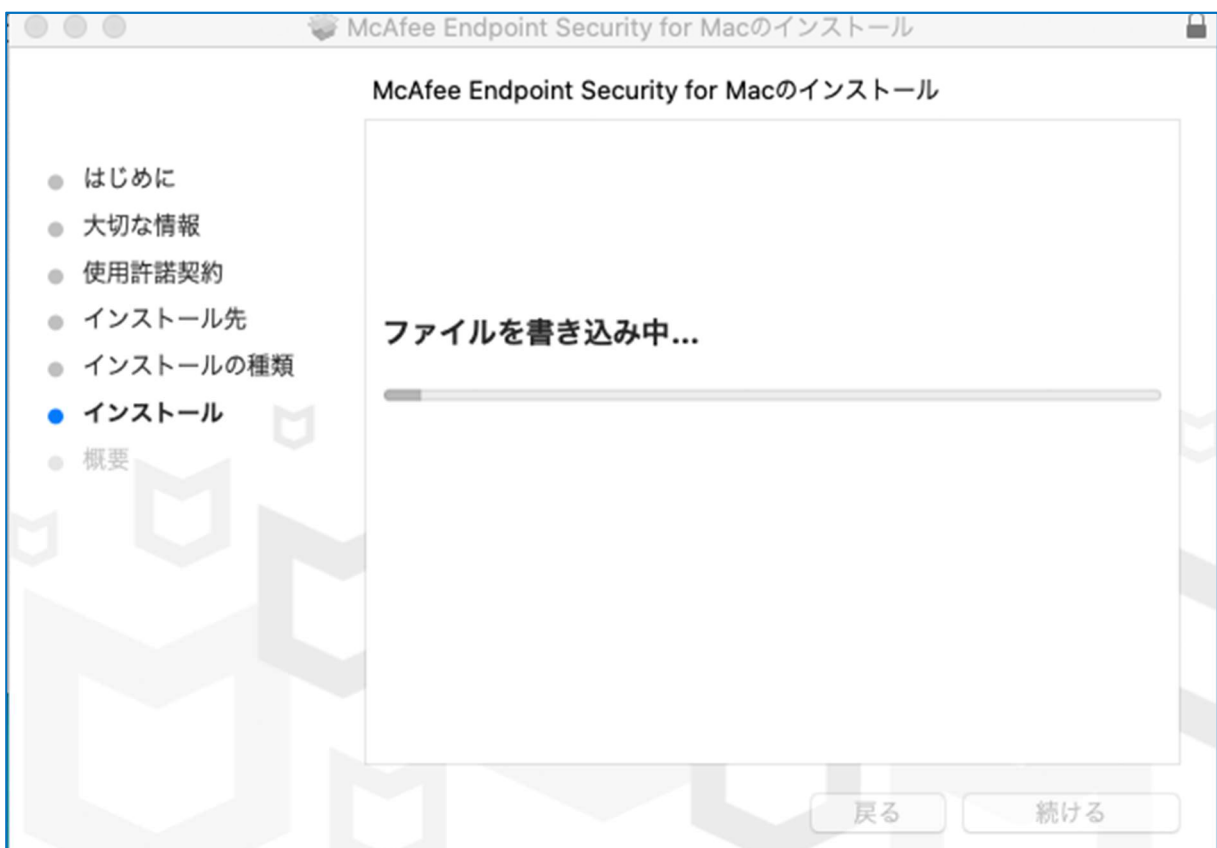 McAfee Endpoint Security for Macのインストール
McAfee Endpoint Security for Macのインストール
はじめに
大切な情報
使用許諾契約
インストール先
インストールの種類
インストール
概要
ファイルを書き込み中...
戻る
続ける